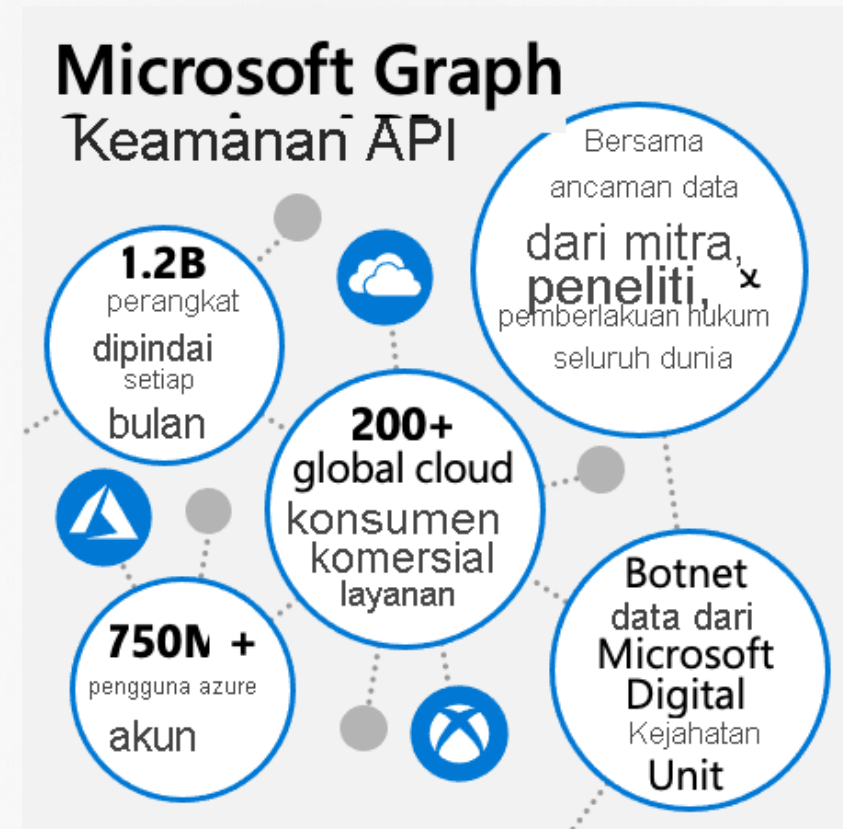 Microsoft Graph
Keamanan API
Bersama
ancaman data
dari mitra,
peneliti,
pemberlakuan hukum
seluruh dunia
1.2B
perangkat
dipindai
setiap
bulan
200+
global cloud
konsumen
komersial
layanan
750M +
pengguna azure
akun
Botnet
data dari
Microsoft
Digital
Kejahatan
Unit